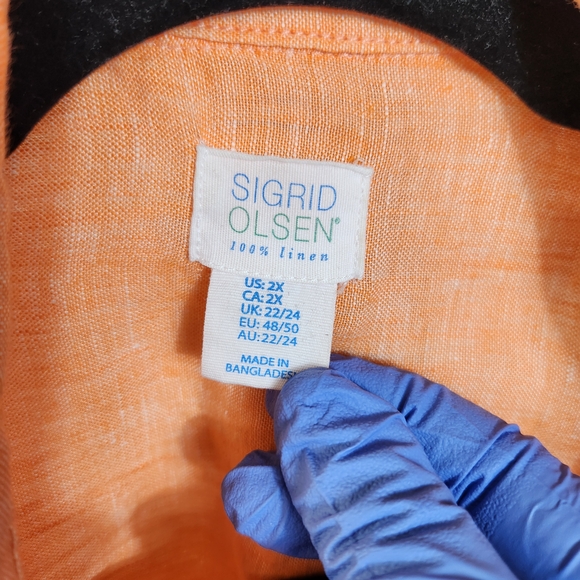 SIGRID
OLSEN®
100% linen
US: 2X
CA: 2X
UK: 22/24
EU: 48/50
AU: 22/24
MADE IN
BANGLADESH